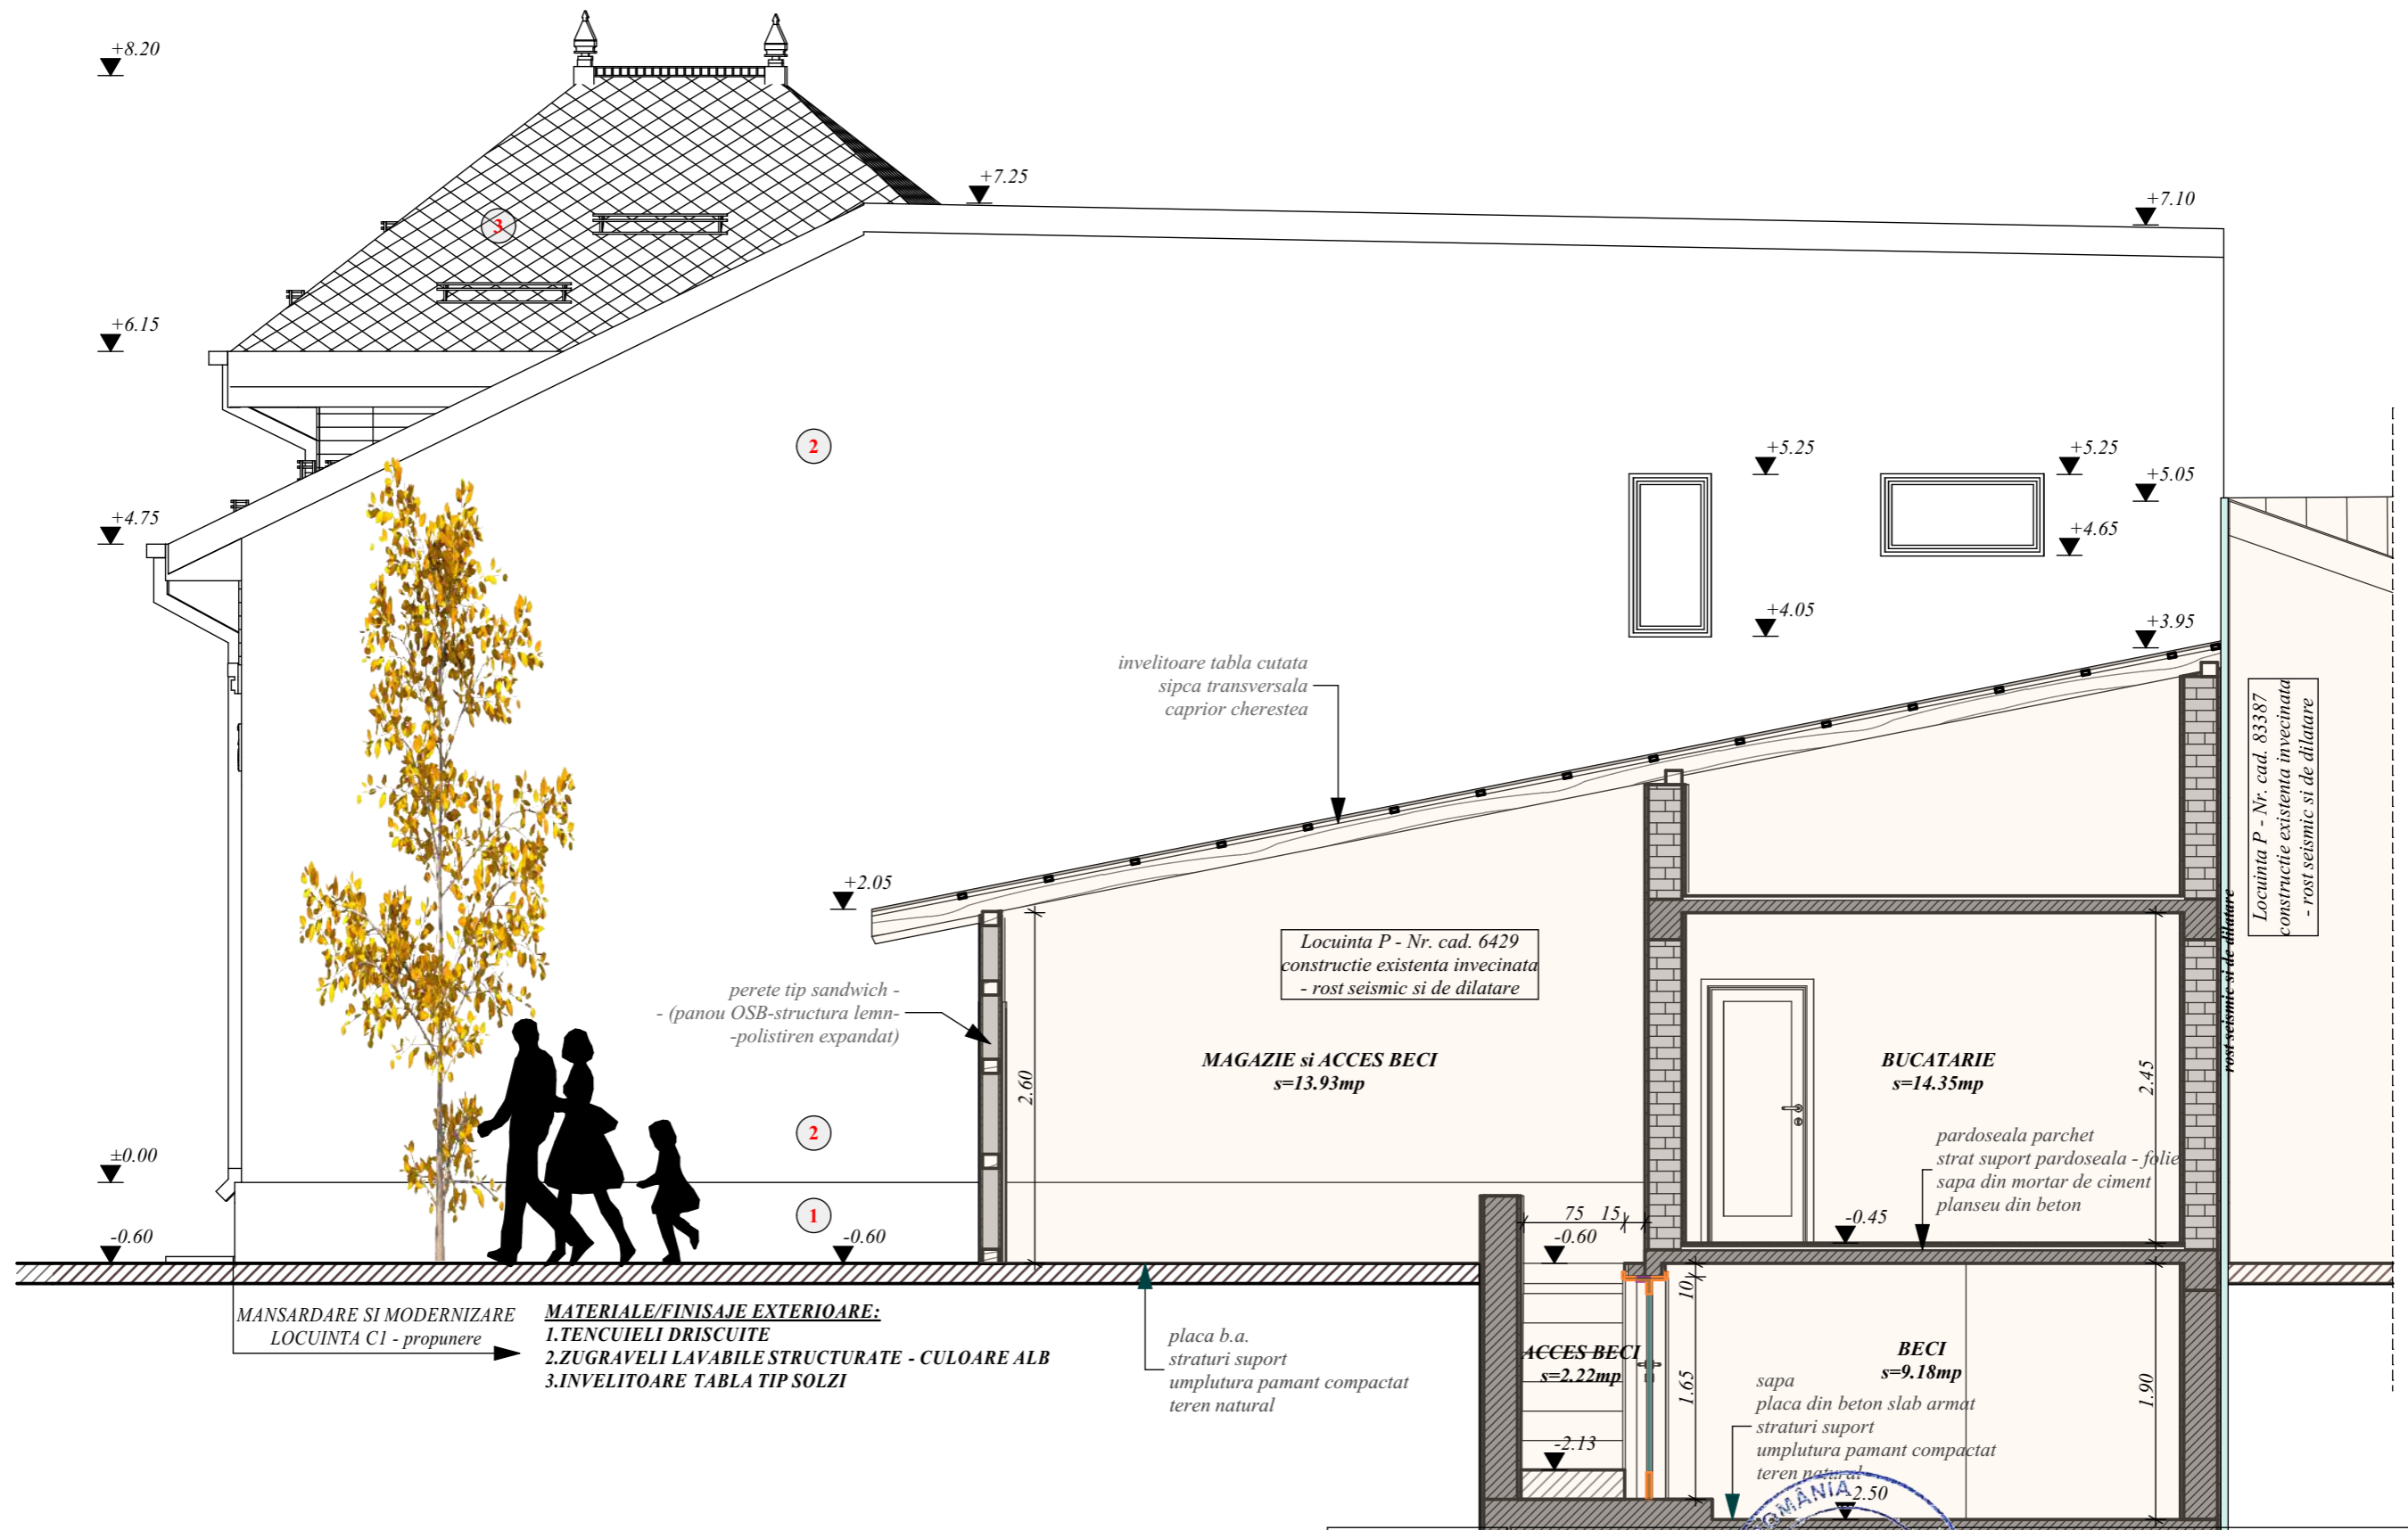 +8.20
+7.25
+7.10
3
+6.15
2
+5.25
+5.25
+5.05
+4.75
+4.65
+4.05
+3.95
invelitoare tabla cutata
sipca transversala
caprior cherestea
Locuinta P - Nr. cad. 83387
constructie existenta invecinata
- rost seismic si de dilatare
rost seismic si de dilatare
+2.05
Locuinta P - Nr. cad. 6429
constructie existenta invecinata
- rost seismic si de dilatare
perete tip sandwich -
- (panou OSB-structura lemn-
-polistiren expandat)
2.60
MAGAZIE si ACCES BECI
s=13.93mp
BUCATARIE
s=14.35mp
2.45
2
pardoseala parchet
strat suport pardoseala - folie
sapa din mortar de ciment
planseu din beton
±0.00
1
75 15
-0.60
-0.60
-0.60
-0.45
10
MANSARDARE SI MODERNIZARE
LOCUINTA C1 - propunere
MATERIALE/FINISAJE EXTERIOARE:
1.TENCUIELI DRISCUITE
2.ZUGRAVELI LAVABILE STRUCTURATE - CULOARE ALB
3.INVELITOARE TABLA TIP SOLZI
placa b.a.
straturi suport
umplutura pamant compactat
teren natural
ACCES BECI
s=2.22mp
1.65
BECI
s=9.18mp
1.90
sapa
placa din beton slab armat
straturi suport
umplutura pamant compactat
teren natural
-2.13
2.50